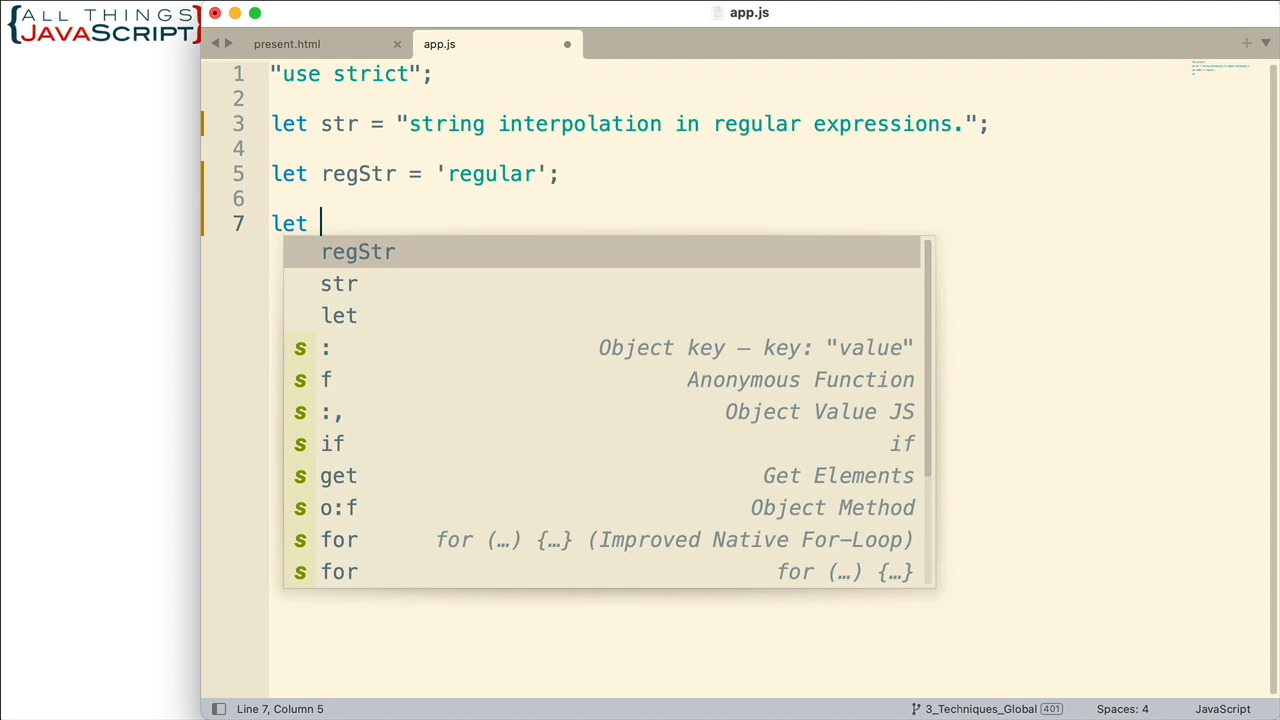 ALL THINGS
JAVASCRIPT
app.js
present.html
app.js
1 "use strict";
2
3 let str = "string interpolation in regular expressions.";
4
5 let regStr = 'regular';
6
7 let
regStr
str
let
s : Object key — key: "value"
s f Anonymous Function
s :, Object Value JS
s if if
s get Get Elements
s o:f Object Method
s for for (…) {…} (Improved Native For-Loop)
s for for (…) {…}
Line 7, Column 5
3_Techniques_Global 401
Spaces: 4
JavaScript